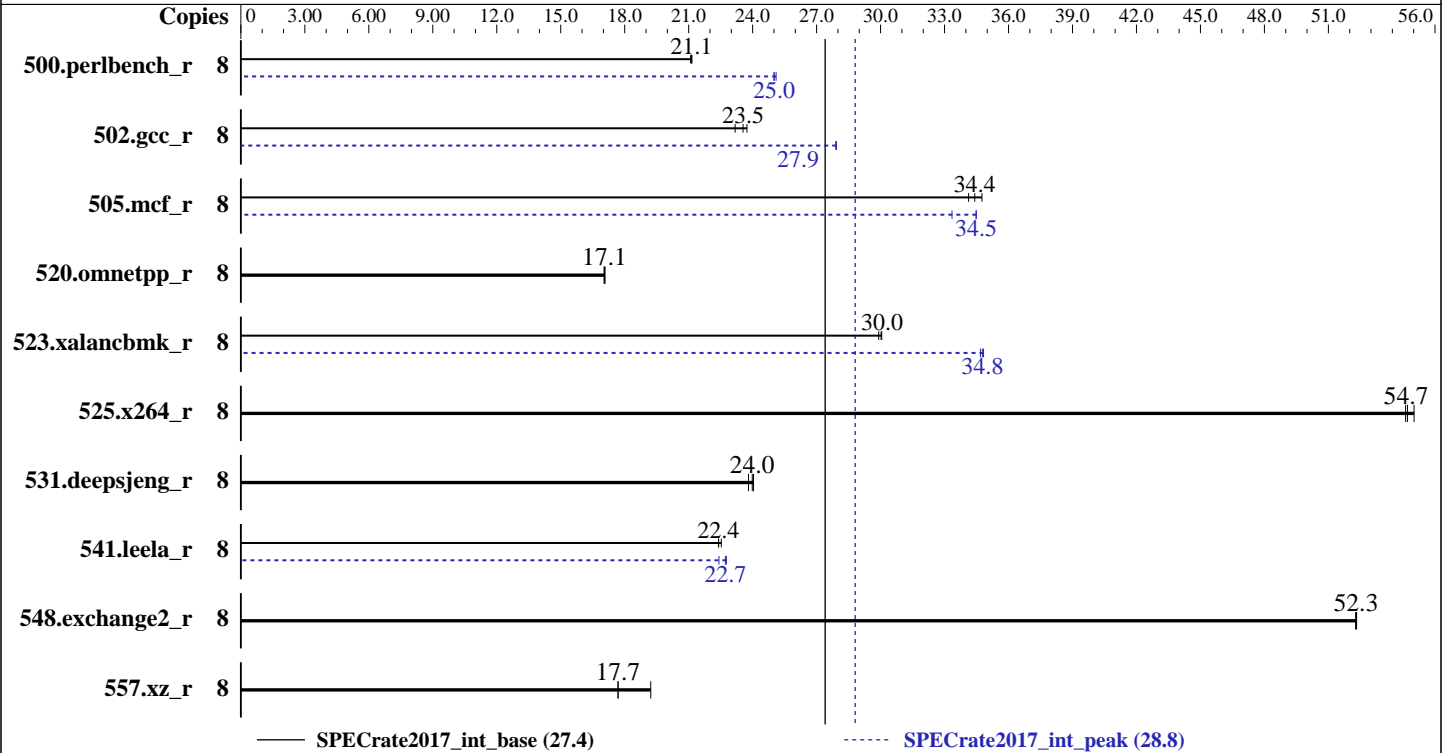 Copies 0 3.00 6.00 9.00 12.0 15.0 18.0 21.0 24.0 27.0 30.0 33.0 36.0 39.0 42.0 45.0 48.0 51.0 56.0
21.1
500.perlbench_r 8
25.0
23.5
502.gcc_r 8
27.9
34.4
505.mcf_r 8
34.5
17.1
520.omnetpp_r 8
30.0
523.xalancbmk_r 8
34.8
54.7
525.x264_r 8
24.0
531.deepsjeng_r 8
22.4
541.leela_r 8
22.7
52.3
548.exchange2_r 8
17.7
557.xz_r 8
SPECrate2017_int_base (27.4) SPECrate2017_int_peak (28.8)